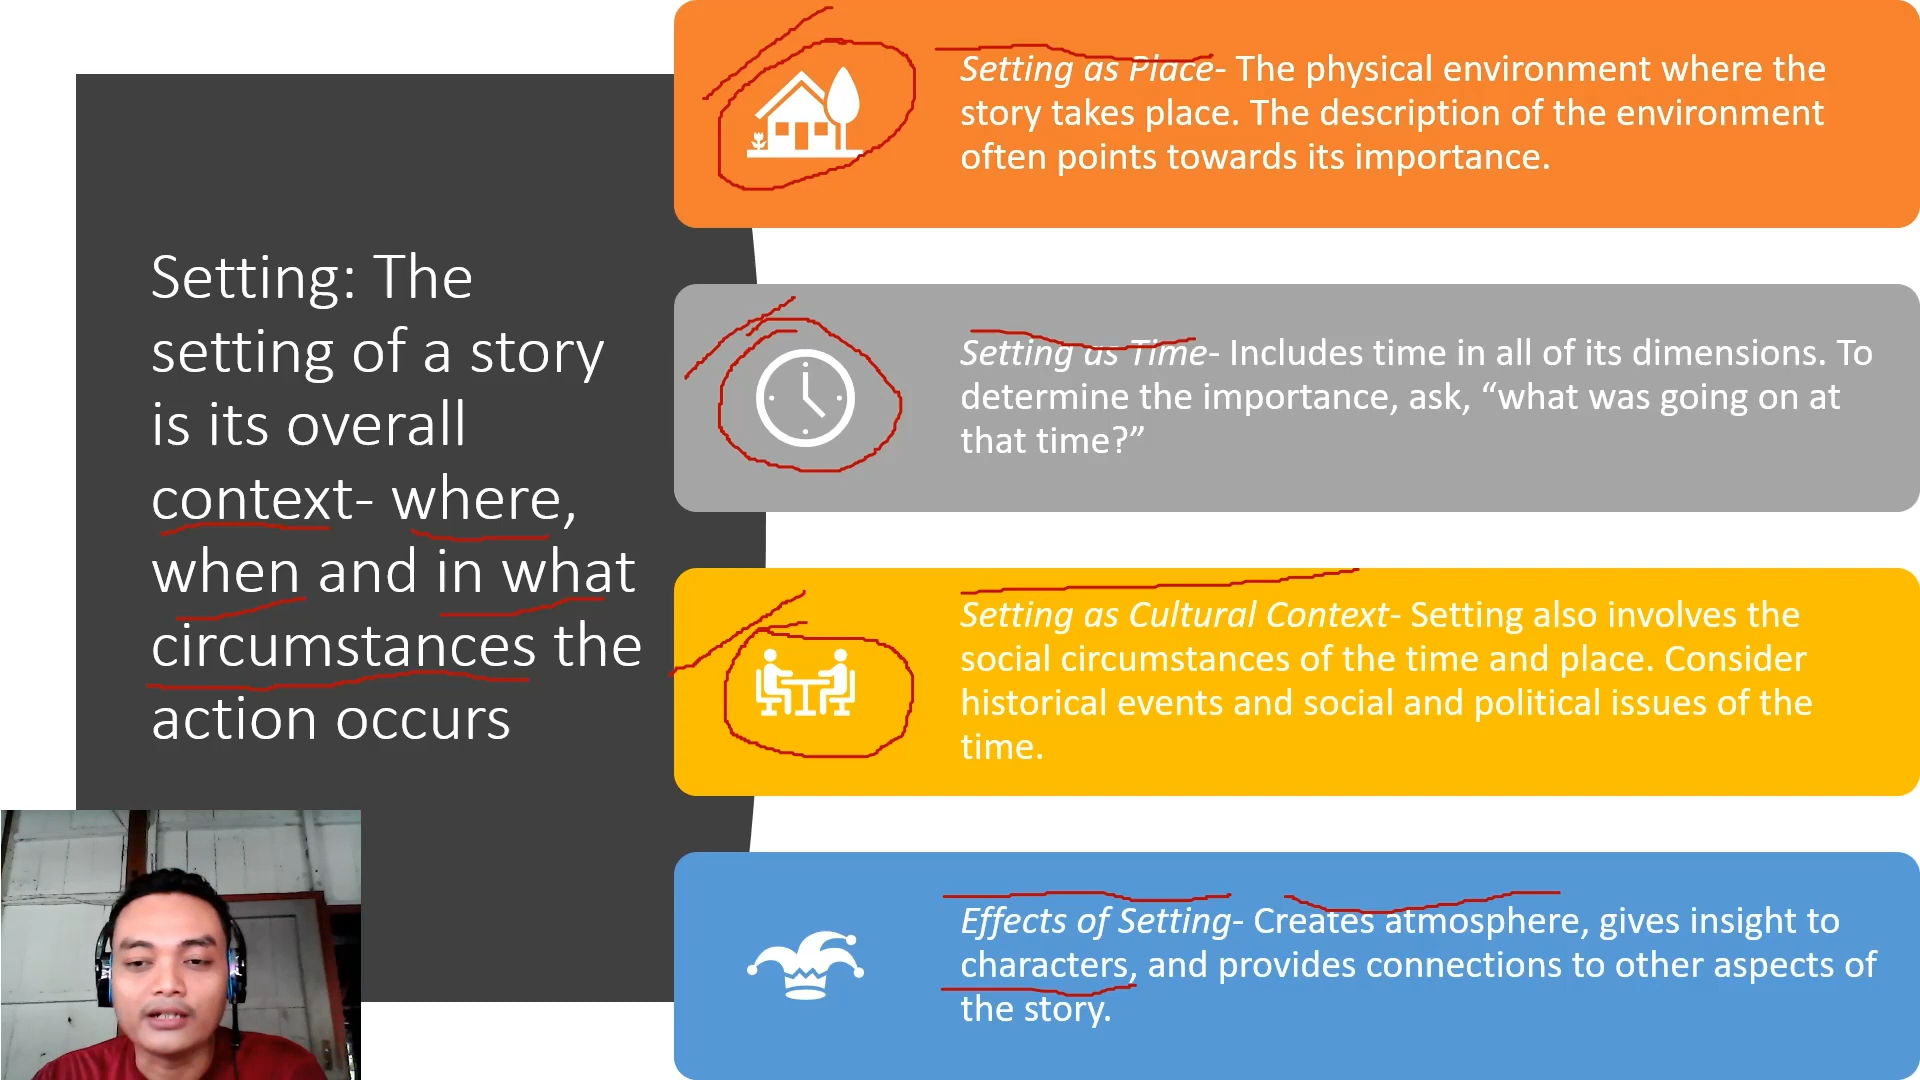 Setting: The
setting of a story
is its overall
context- where,
when and in what
circumstances the
action occurs
Setting as Place- The physical environment where the
story takes place. The description of the environment
often points towards its importance.
Setting as Time- Includes time in all of its dimensions. To
determine the importance, ask, “what was going on at
that time?”
Setting as Cultural Context- Setting also involves the
social circumstances of the time and place. Consider
historical events and social and political issues of the
time.
Effects of Setting- Creates atmosphere, gives insight to
characters, and provides connections to other aspects of
the story.